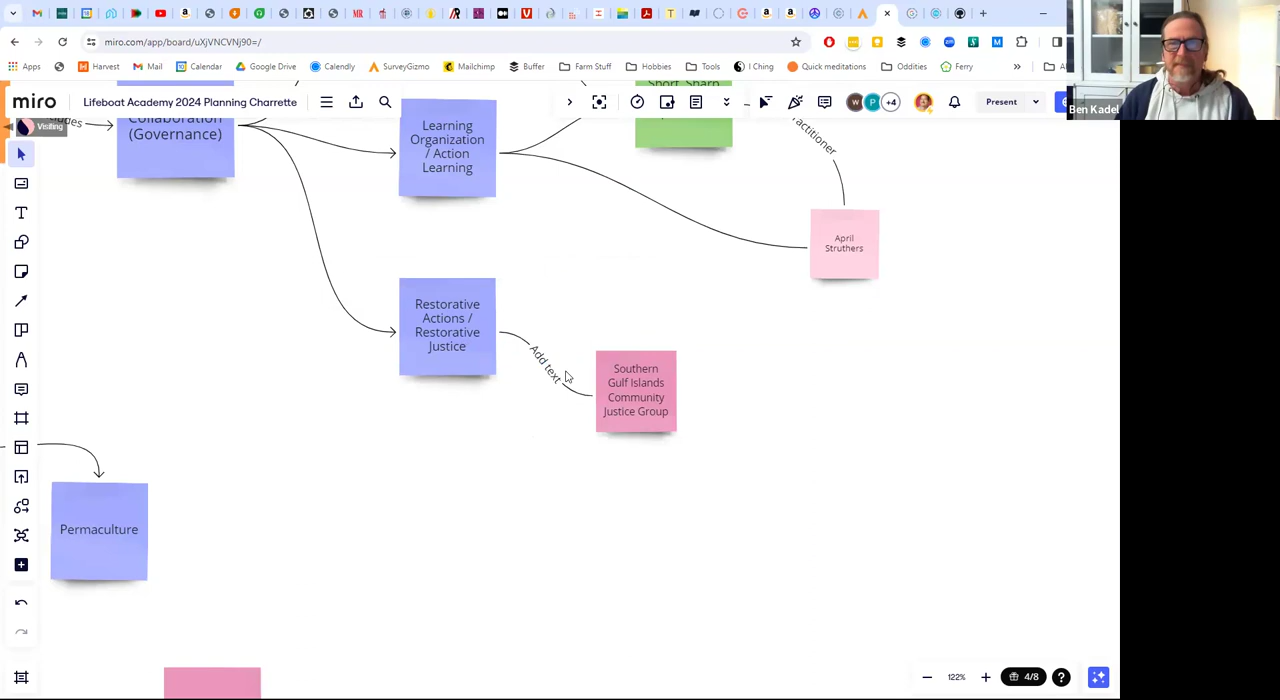 miro.com/app/board/uXjVNCVNj90=/
Apps
Harvest
Mail
Calendar
Google Drive
Calendly
SurveyGizmo
Mailchimp
Buffer
Farm Stuff
Hobbies
Tools
I Ching
Quick meditations
Oddities
Ferry
miro
Lifeboat Academy 2024 Planning Charrette
W
P
+4
Present
Ben Kadel
Visiting
Collaboration
(Governance)
Learning
Organization
/ Action
Learning
Short, Sharp
April
Struthers
Restorative
Actions /
Restorative
Justice
Add text
Southern
Gulf Islands
Community
Justice Group
Permaculture
122%
4/8